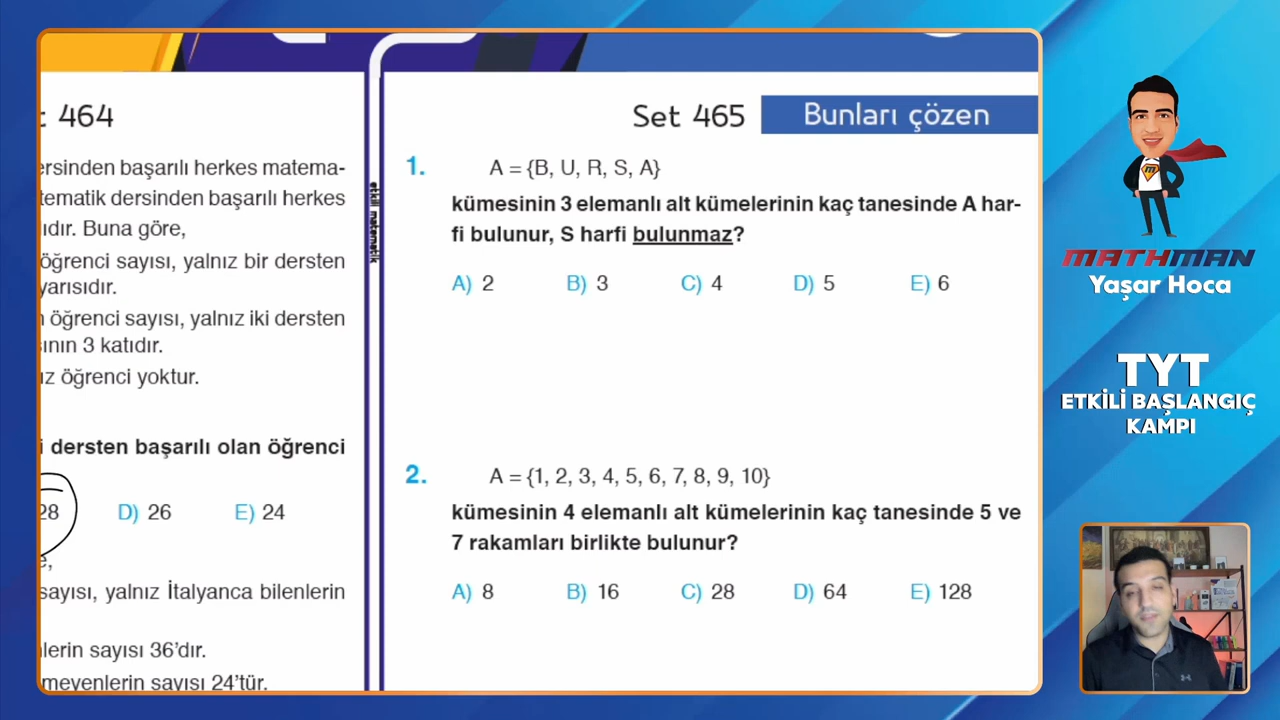 464
ersinden başarılı herkes matema-
tematik dersinden başarılı herkes
ıdır. Buna göre,
öğrenci sayısı, yalnız bir dersten
yarısıdır.
öğrenci sayısı, yalnız iki dersten
ının 3 katıdır.
ız öğrenci yoktur.
i dersten başarılı olan öğrenci
28 D) 26 E) 24
e,
sayısı, yalnız İtalyanca bilenlerin
lerin sayısı 36'dır.
meyenlerin sayısı 24'tür.
etkili matematik
Set 465 Bunları çözen
1. A = {B, U, R, S, A}
kümesinin 3 elemanlı alt kümelerinin kaç tanesinde A har-
fi bulunur, S harfi bulunmaz?
A) 2 B) 3 C) 4 D) 5 E) 6
2. A = {1, 2, 3, 4, 5, 6, 7, 8, 9, 10}
kümesinin 4 elemanlı alt kümelerinin kaç tanesinde 5 ve
7 rakamları birlikte bulunur?
A) 8 B) 16 C) 28 D) 64 E) 128
MATHMAN
Yaşar Hoca
TYT
ETKİLİ BAŞLANGIÇ
KAMPI